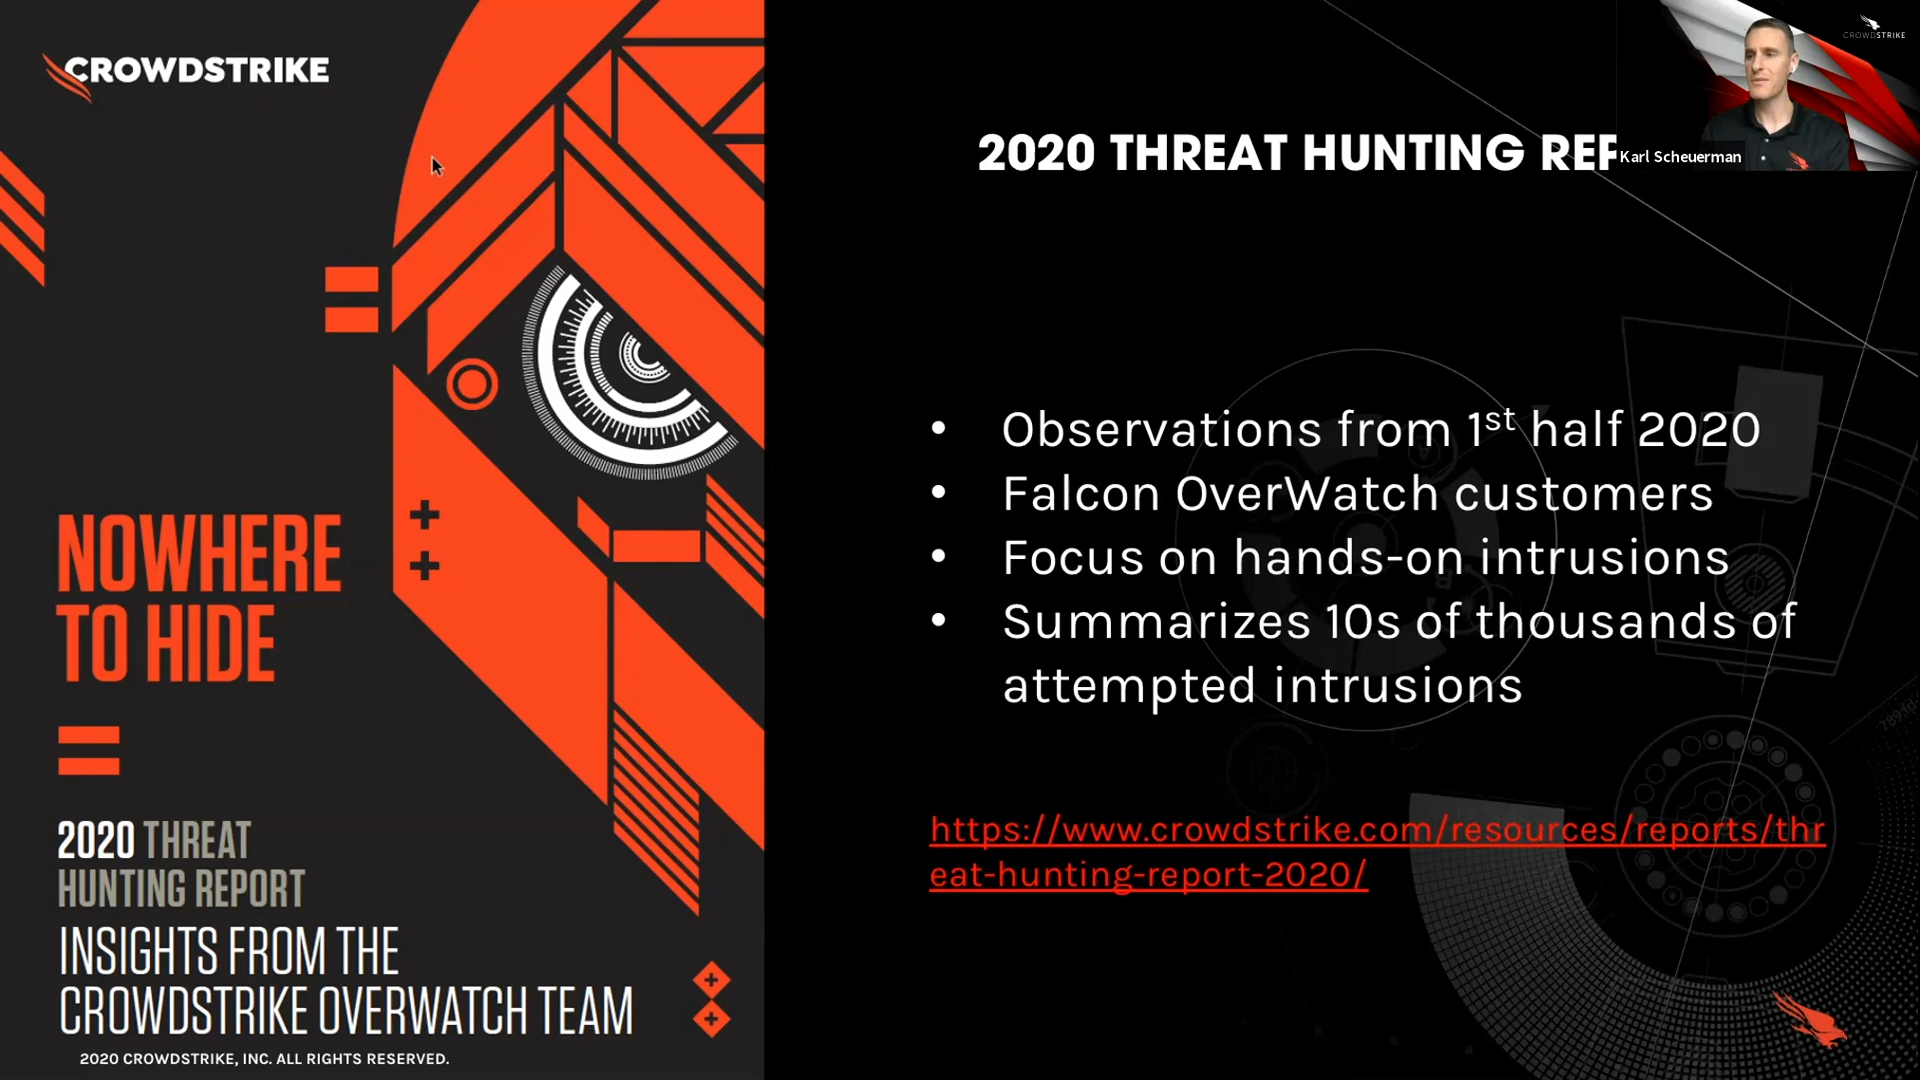 CROWDSTRIKE
NOWHERE
TO HIDE
2020 THREAT
HUNTING REPORT
INSIGHTS FROM THE
CROWDSTRIKE OVERWATCH TEAM
2020 CROWDSTRIKE, INC. ALL RIGHTS RESERVED.
2020 THREAT HUNTING REP
Karl Scheuerman
CROWDSTRIKE
• Observations from 1st half 2020
• Falcon OverWatch customers
• Focus on hands-on intrusions
• Summarizes 10s of thousands of
attempted intrusions
https://www.crowdstrike.com/resources/reports/thr
eat-hunting-report-2020/